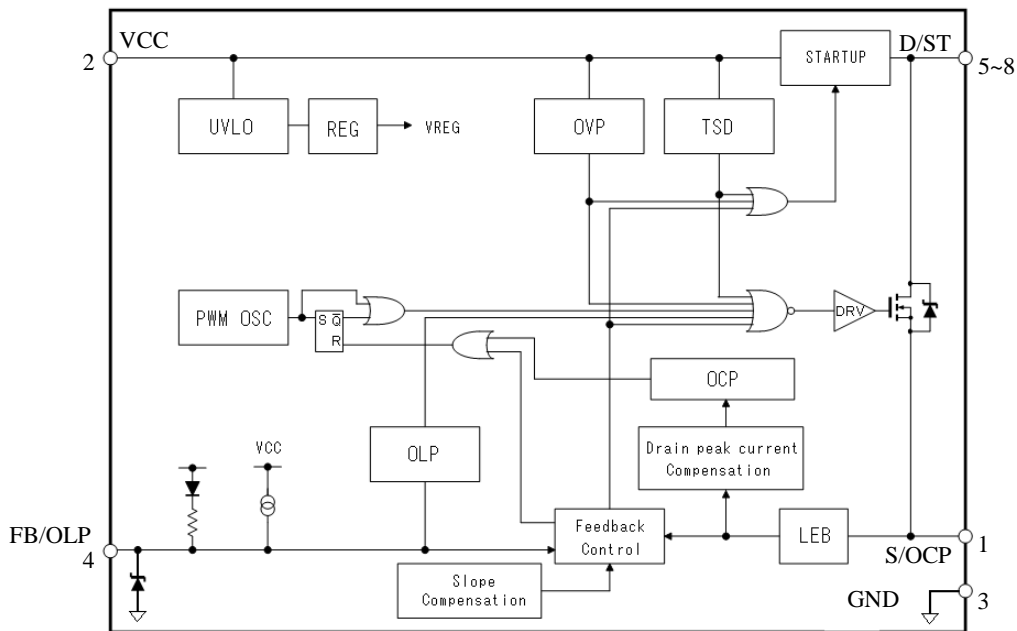 VCC
D/ST
2
5~8
STARTUP
UVLO
REG
VREG
OVP
TSD
PWM OSC
S Q̅
R
DRV
OCP
OLP
Drain peak current
Compensation
VCC
FB/OLP
4
Feedback
Control
LEB
1
S/OCP
Slope
Compensation
GND
3